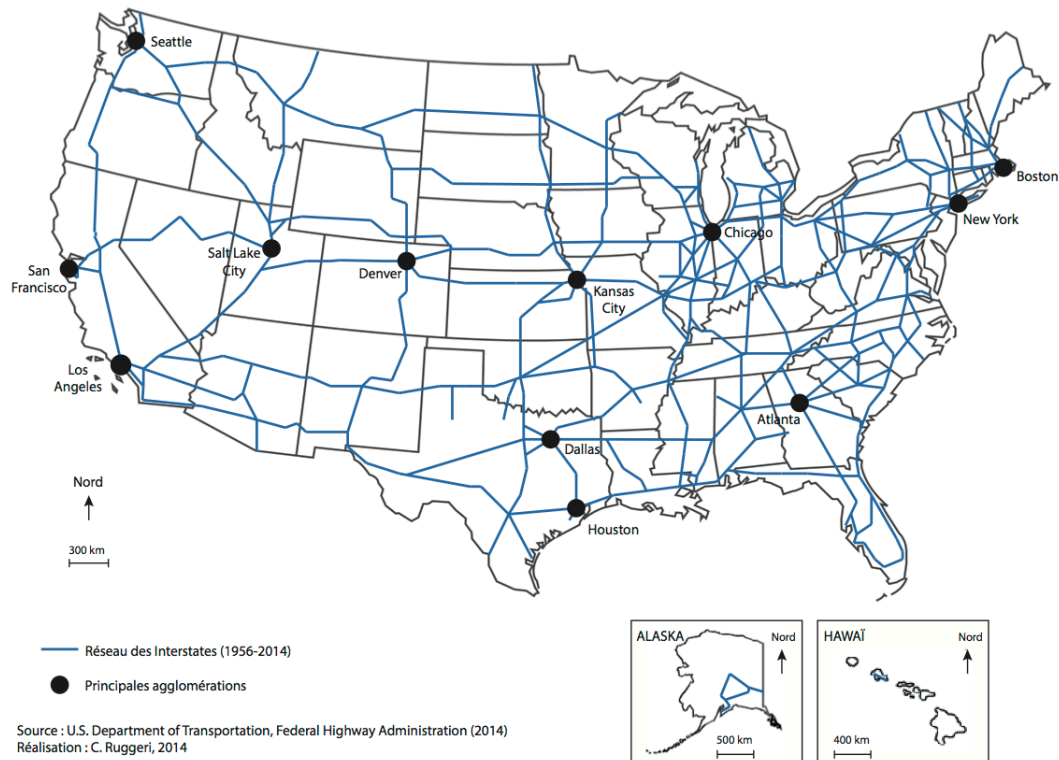 Seattle
Boston
New York
Chicago
Salt Lake
City
Denver
San
Francisco
Kansas
City
Los
Angeles
Atlanta
Dallas
Nord
Houston
300 km
Réseau des Interstates (1956-2014)
Principales agglomérations
ALASKA
Nord
500 km
HAWAÏ
Nord
400 km
Source : U.S. Department of Transportation, Federal Highway Administration (2014)
Réalisation : C. Ruggeri, 2014